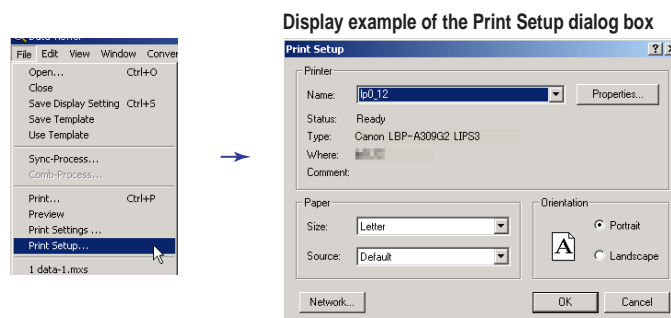 Display example of the Print Setup dialog box
File Edit View Window Conver
Open... Ctrl+O
Close
Save Display Setting Ctrl+S
Save Template
Use Template
Sync-Process...
Comb-Process...
Print... Ctrl+P
Preview
Print Settings ...
Print Setup...
1 data-1.mxs
Print Setup
Printer
Name: lp0_12 Properties...
Status: Ready
Type: Canon LBP-A309G2 LIPS3
Where:
Comment:
Paper
Size: Letter
Source: Default
Orientation
A
Portrait
Landscape
Network... OK Cancel